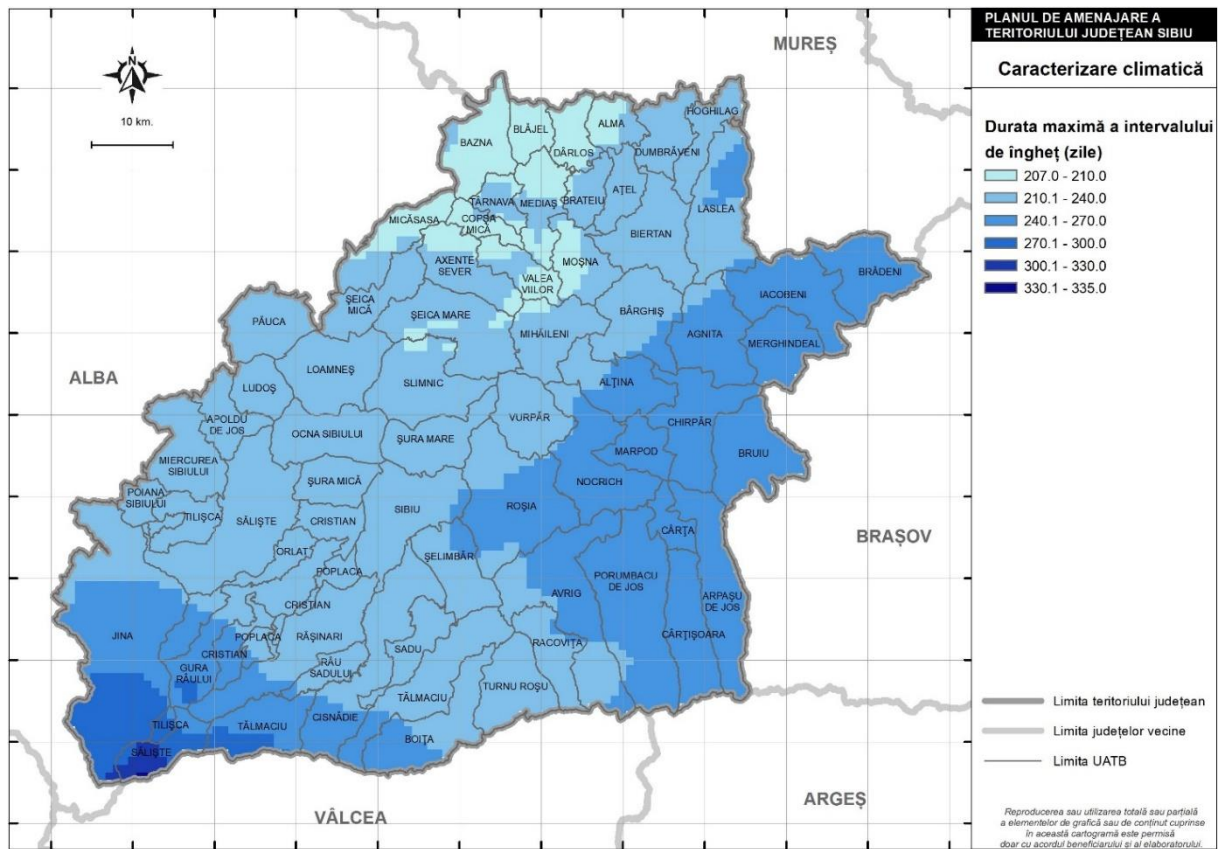 PLANUL DE AMENAJARE A
TERITORIULUI JUDEȚEAN SIBIU
Caracterizare climatică
Durata maximă a intervalului
de îngheț (zile)
207.0 - 210.0
210.1 - 240.0
240.1 - 270.0
270.1 - 300.0
300.1 - 330.0
330.1 - 335.0
N
10 km.
MUREȘ
HOGHILAG
BLĂJEL
ALMA
BAZNA
DÂRLOS
DUMBRĂVENI
AȚEL
TÂRNAVA
MEDIAȘ
BRATEIU
LASLEA
MICĂSASA
COPȘA
MICĂ
BIERTAN
AXENTE
SEVER
MOȘNA
BRĂDENI
VALEA
VIILOR
IACOBENI
ȘEICA
MICĂ
ȘEICA MARE
BÂRGHIȘ
PĂUCA
MIHĂILENI
AGNITA
MERGHINDEAL
ALBA
LOAMNEȘ
SLIMNIC
ALȚINA
LUDOȘ
VURPĂR
APOLDU
DE JOS
CHIRPĂR
OCNA SIBIULUI
ȘURA MARE
MARPOD
BRUIU
MIERCUREA
SIBIULUI
NOCRICH
ȘURA MICĂ
POIANA
SIBIULUI
ROȘIA
SIBIU
TILIȘCA
SĂLIȘTE
CRISTIAN
CÂRȚA
BRAȘOV
ORLAT
ȘELIMBĂR
POPLACA
PORUMBACU
DE JOS
AVRIG
ARPAȘU
DE JOS
CRISTIAN
JINA
POPLACA
RĂȘINARI
CÂRȚIȘOARA
RACOVIȚA
SADU
CRISTIAN
GURA
RÂULUI
RÂU
SADULUI
TURNU ROȘU
TĂLMACIU
CISNĂDIE
TILIȘCA
TĂLMACIU
BOIȚA
SĂLIȘTE
ARGEȘ
VÂLCEA
Limita teritoriului județean
Limita județelor vecine
Limita UATB
Reproducerea sau utilizarea totală sau parțială
a elementelor de grafică sau de conținut cuprinse
în această cartogramă este permisă
doar cu acordul beneficiarului și al elaboratorului.